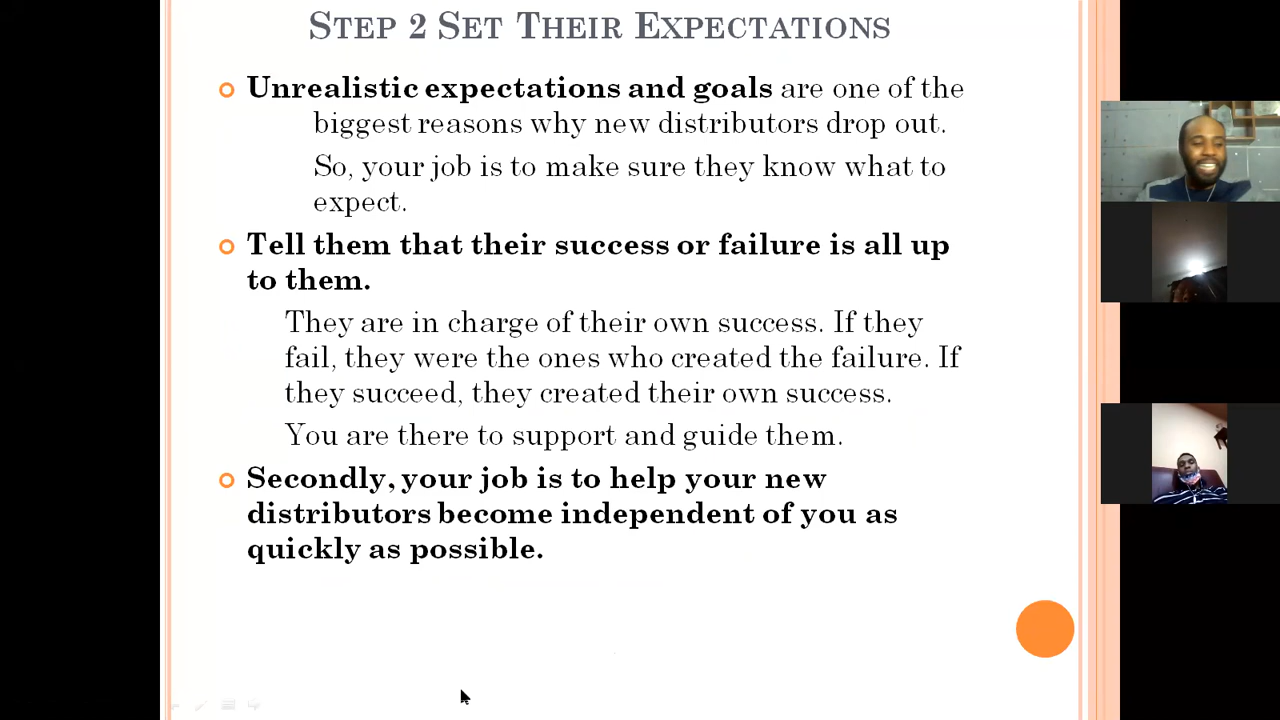 STEP 2 SET THEIR EXPECTATIONS
Unrealistic expectations and goals are one of the
biggest reasons why new distributors drop out.
So, your job is to make sure they know what to
expect.
Tell them that their success or failure is all up
to them.
They are in charge of their own success. If they
fail, they were the ones who created the failure. If
they succeed, they created their own success.
You are there to support and guide them.
Secondly, your job is to help your new
distributors become independent of you as
quickly as possible.